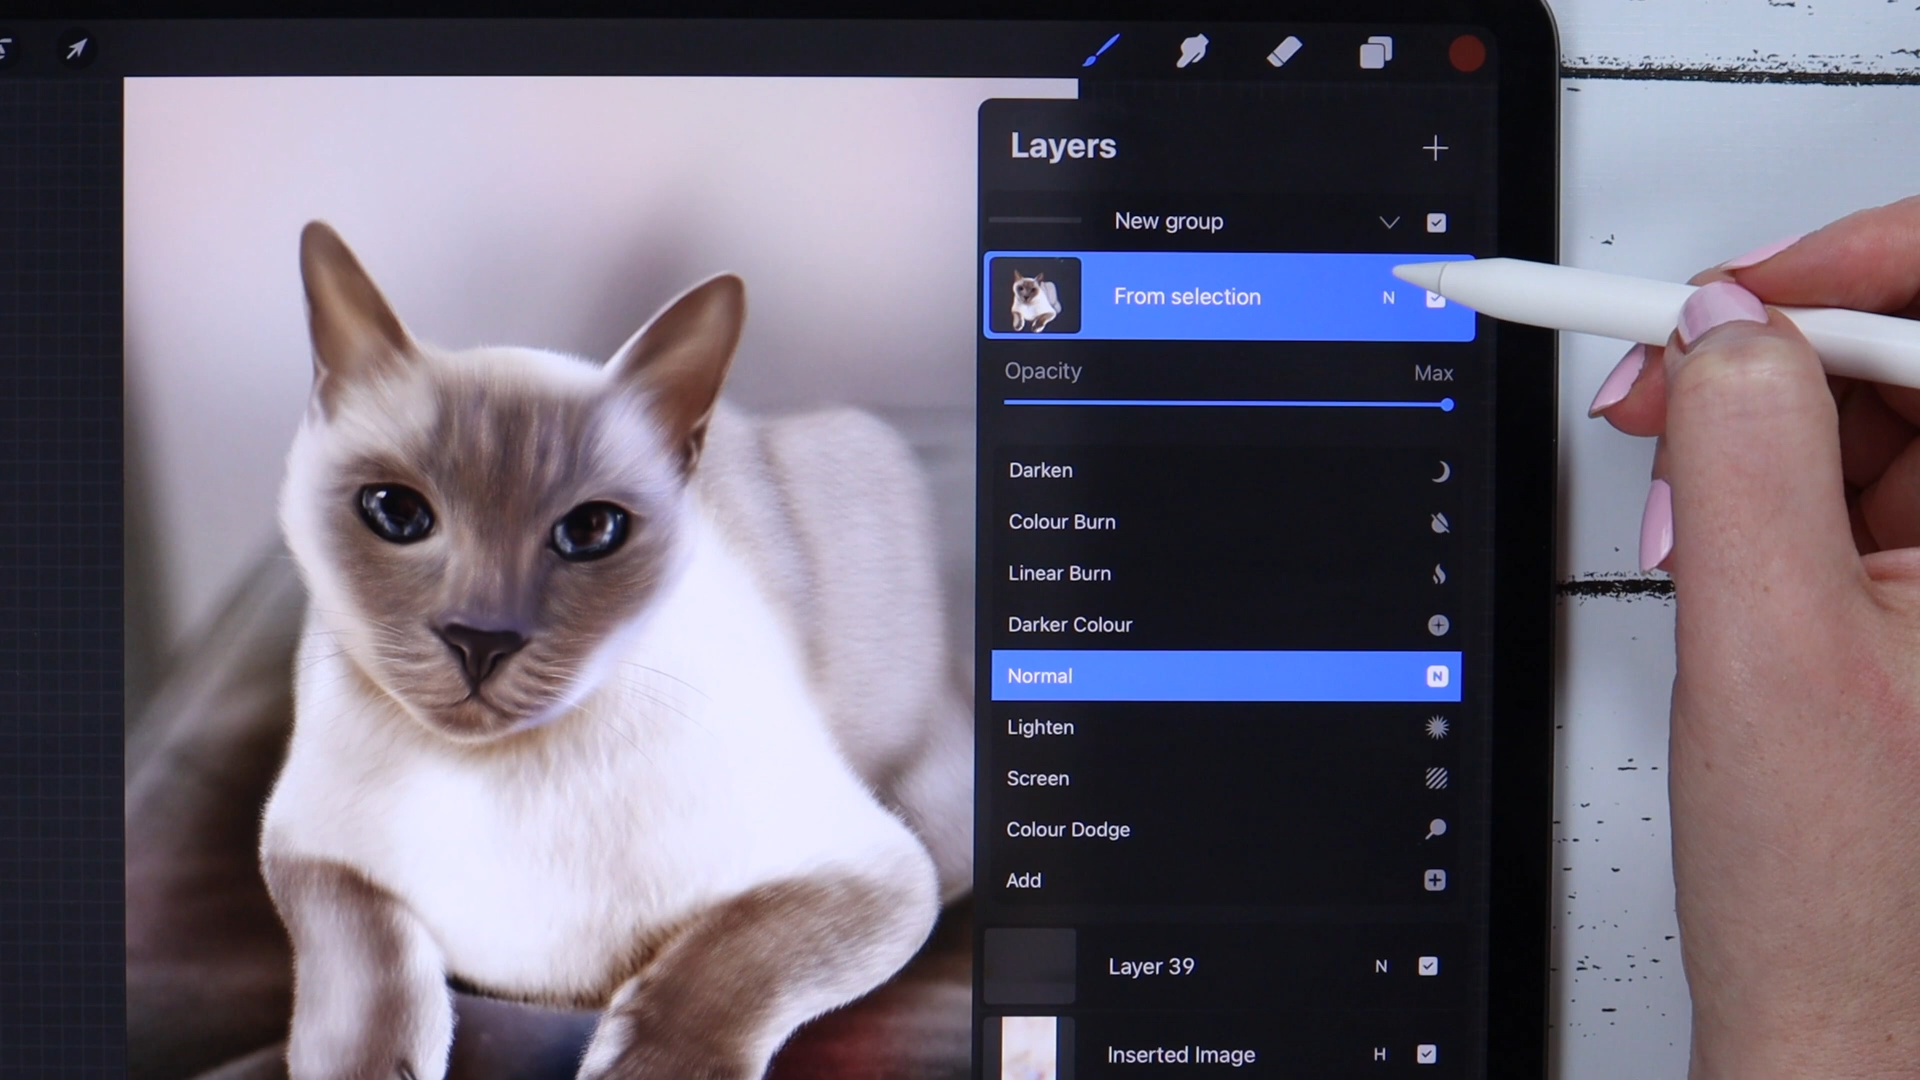 Layers
New group
From selection N
Opacity Max
Darken
Colour Burn
Linear Burn
Darker Colour
Normal N
Lighten
Screen
Colour Dodge
Add
Layer 39 N
Inserted Image H